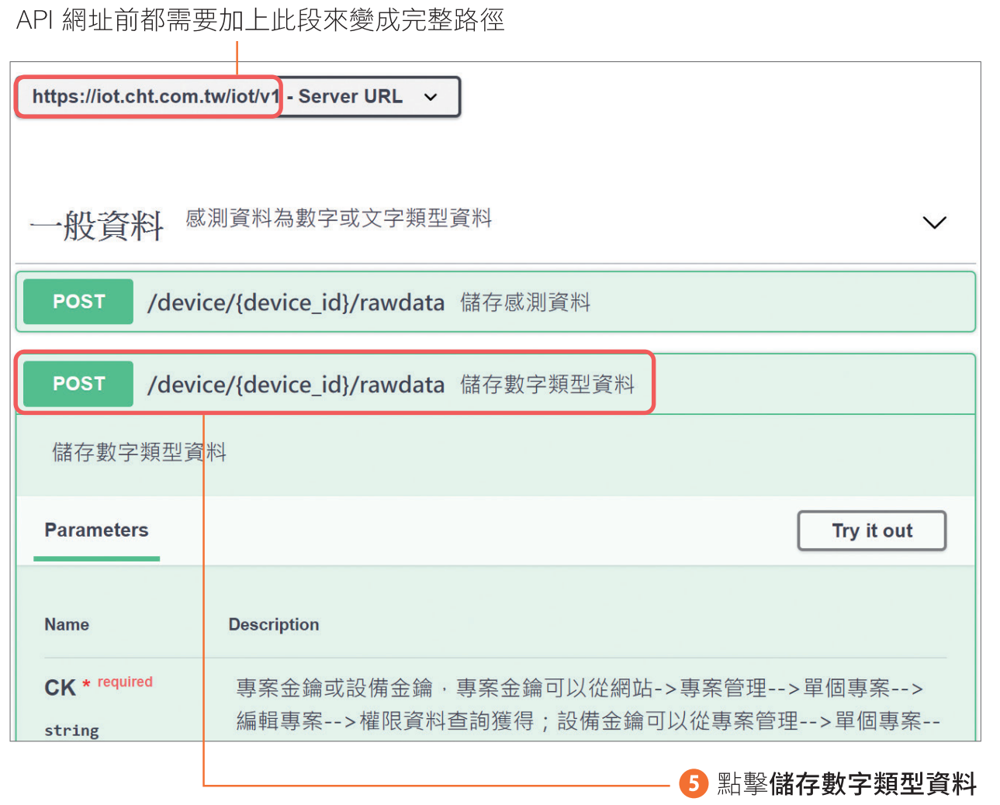 API 網址前都需要加上此段來變成完整路徑
https://iot.cht.com.tw/iot/v1 - Server URL
一般資料 感測資料為數字或文字類型資料
POST /device/{device_id}/rawdata 儲存感測資料
POST /device/{device_id}/rawdata 儲存數字類型資料
儲存數字類型資料
Parameters Try it out
Name Description
CK * required 專案金鑰或設備金鑰，專案金鑰可以從網站->專案管理-->單個專案-->
編輯專案-->權限資料查詢獲得；設備金鑰可以從專案管理-->單個專案--
string
5 點擊儲存數字類型資料